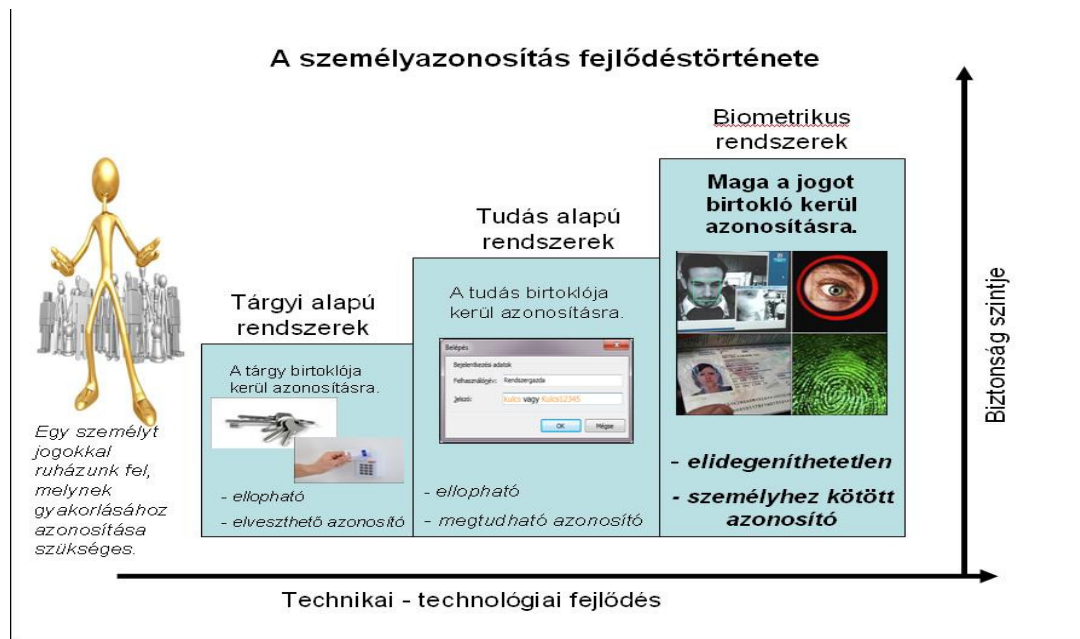 A személyazonosítás fejlődéstörténete
Egy személyt
jogokkal
ruházunk fel,
melynek
gyakorlásához
azonosítása
szükséges.
Tárgyi alapú
rendszerek
A tárgy birtoklója
kerül azonosításra.
- ellopható
- elveszthető azonosító
Tudás alapú
rendszerek
A tudás birtoklója
kerül azonosításra.
Belépés
Bejelentkezési adatok
Felhasználónév: Rendszergazda
Jelszó: kulcs vagy Kulcs12345
OK Mégse
- ellopható
- megtudható azonosító
Biometrikus
rendszerek
Maga a jogot
birtokló kerül
azonosításra.
- elidegeníthetetlen
- személyhez kötött
azonosító
Biztonság szintje
Technikai - technológiai fejlődés